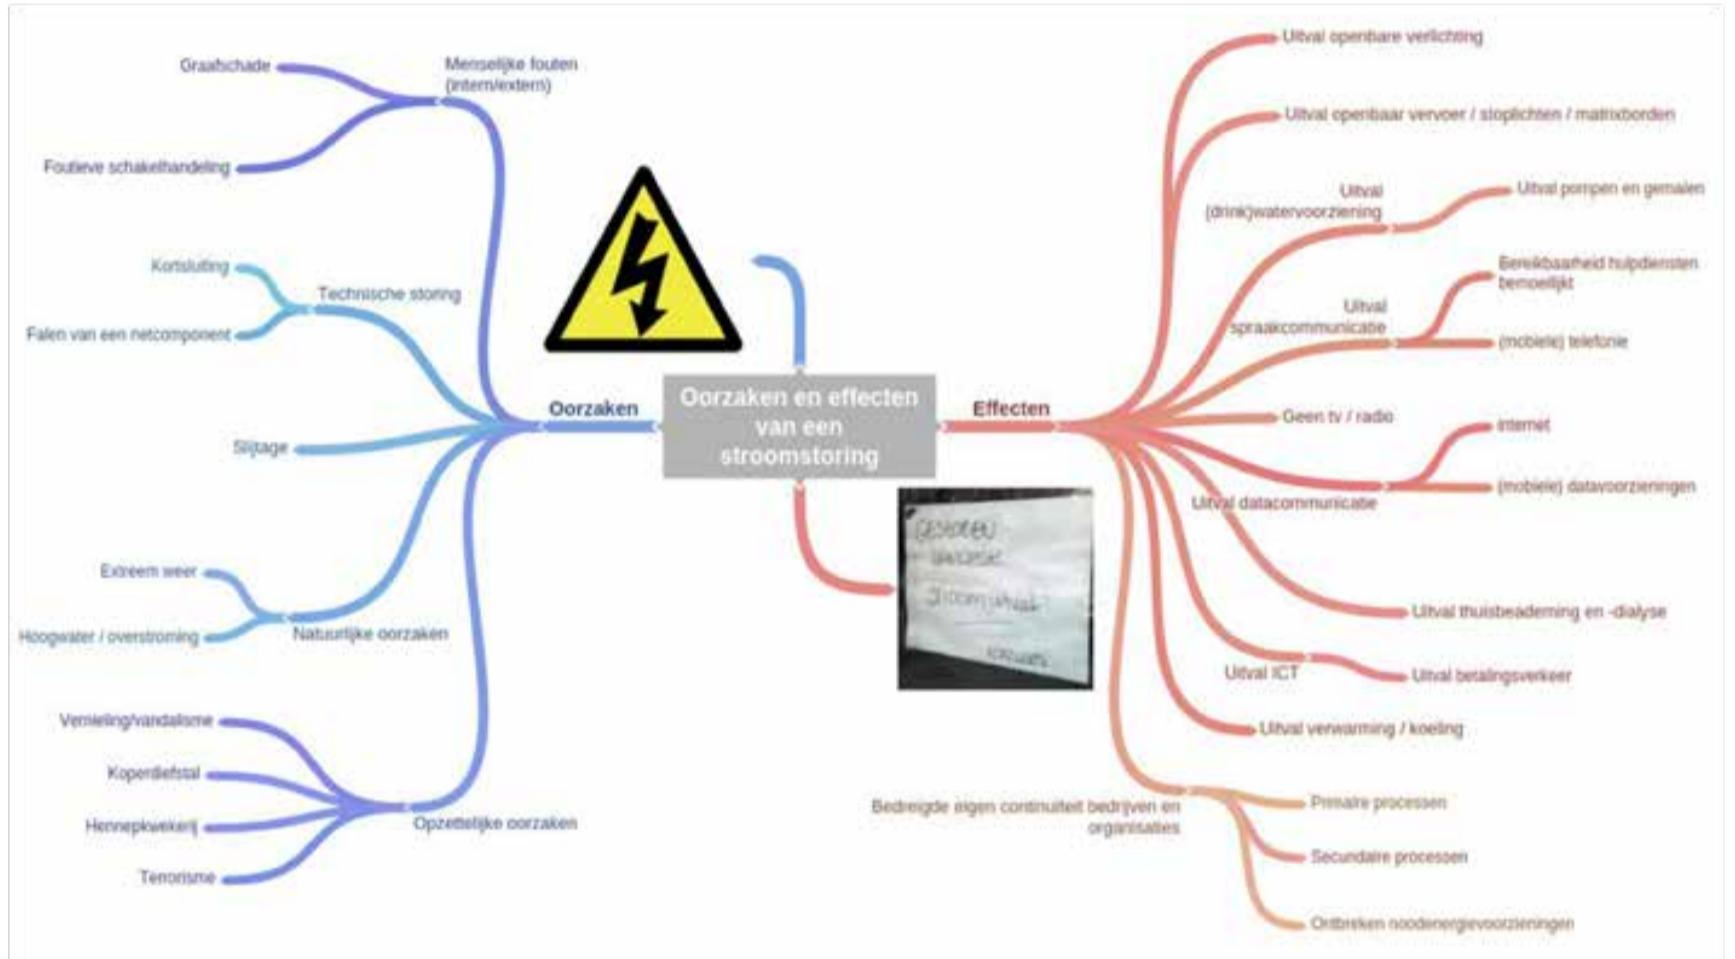 Oorzaken en effecten
van een
stroomstoring
Oorzaken
Menselijke fouten
(intern/extern)
Graafschade
Foutieve schakelhandeling
Technische storing
Kortsluiting
Falen van een netcomponent
Slijtage
Natuurlijke oorzaken
Extreem weer
Hoogwater / overstroming
Opzettelijke oorzaken
Vernieling/vandalisme
Koperdiefstal
Hennepkwekerij
Terrorisme
Effecten
Uitval openbare verlichting
Uitval openbaar vervoer / stoplichten / matrixborden
Uitval
(drink)watervoorziening
Uitval pompen en gemalen
Uitval
spraakcommunicatie
Bereikbaarheid hulpdiensten
bemoeilijkt
(mobiele) telefonie
Geen tv / radio
Uitval datacommunicatie
Internet
(mobiele) datavoorzieningen
Uitval thuisbeademing en -dialyse
Uitval ICT
Uitval betalingsverkeer
Uitval verwarming / koeling
Bedreigde eigen continuïteit bedrijven en
organisaties
Primaire processen
Secundaire processen
Ontbreken noodenergievoorzieningen
GESLOTEN